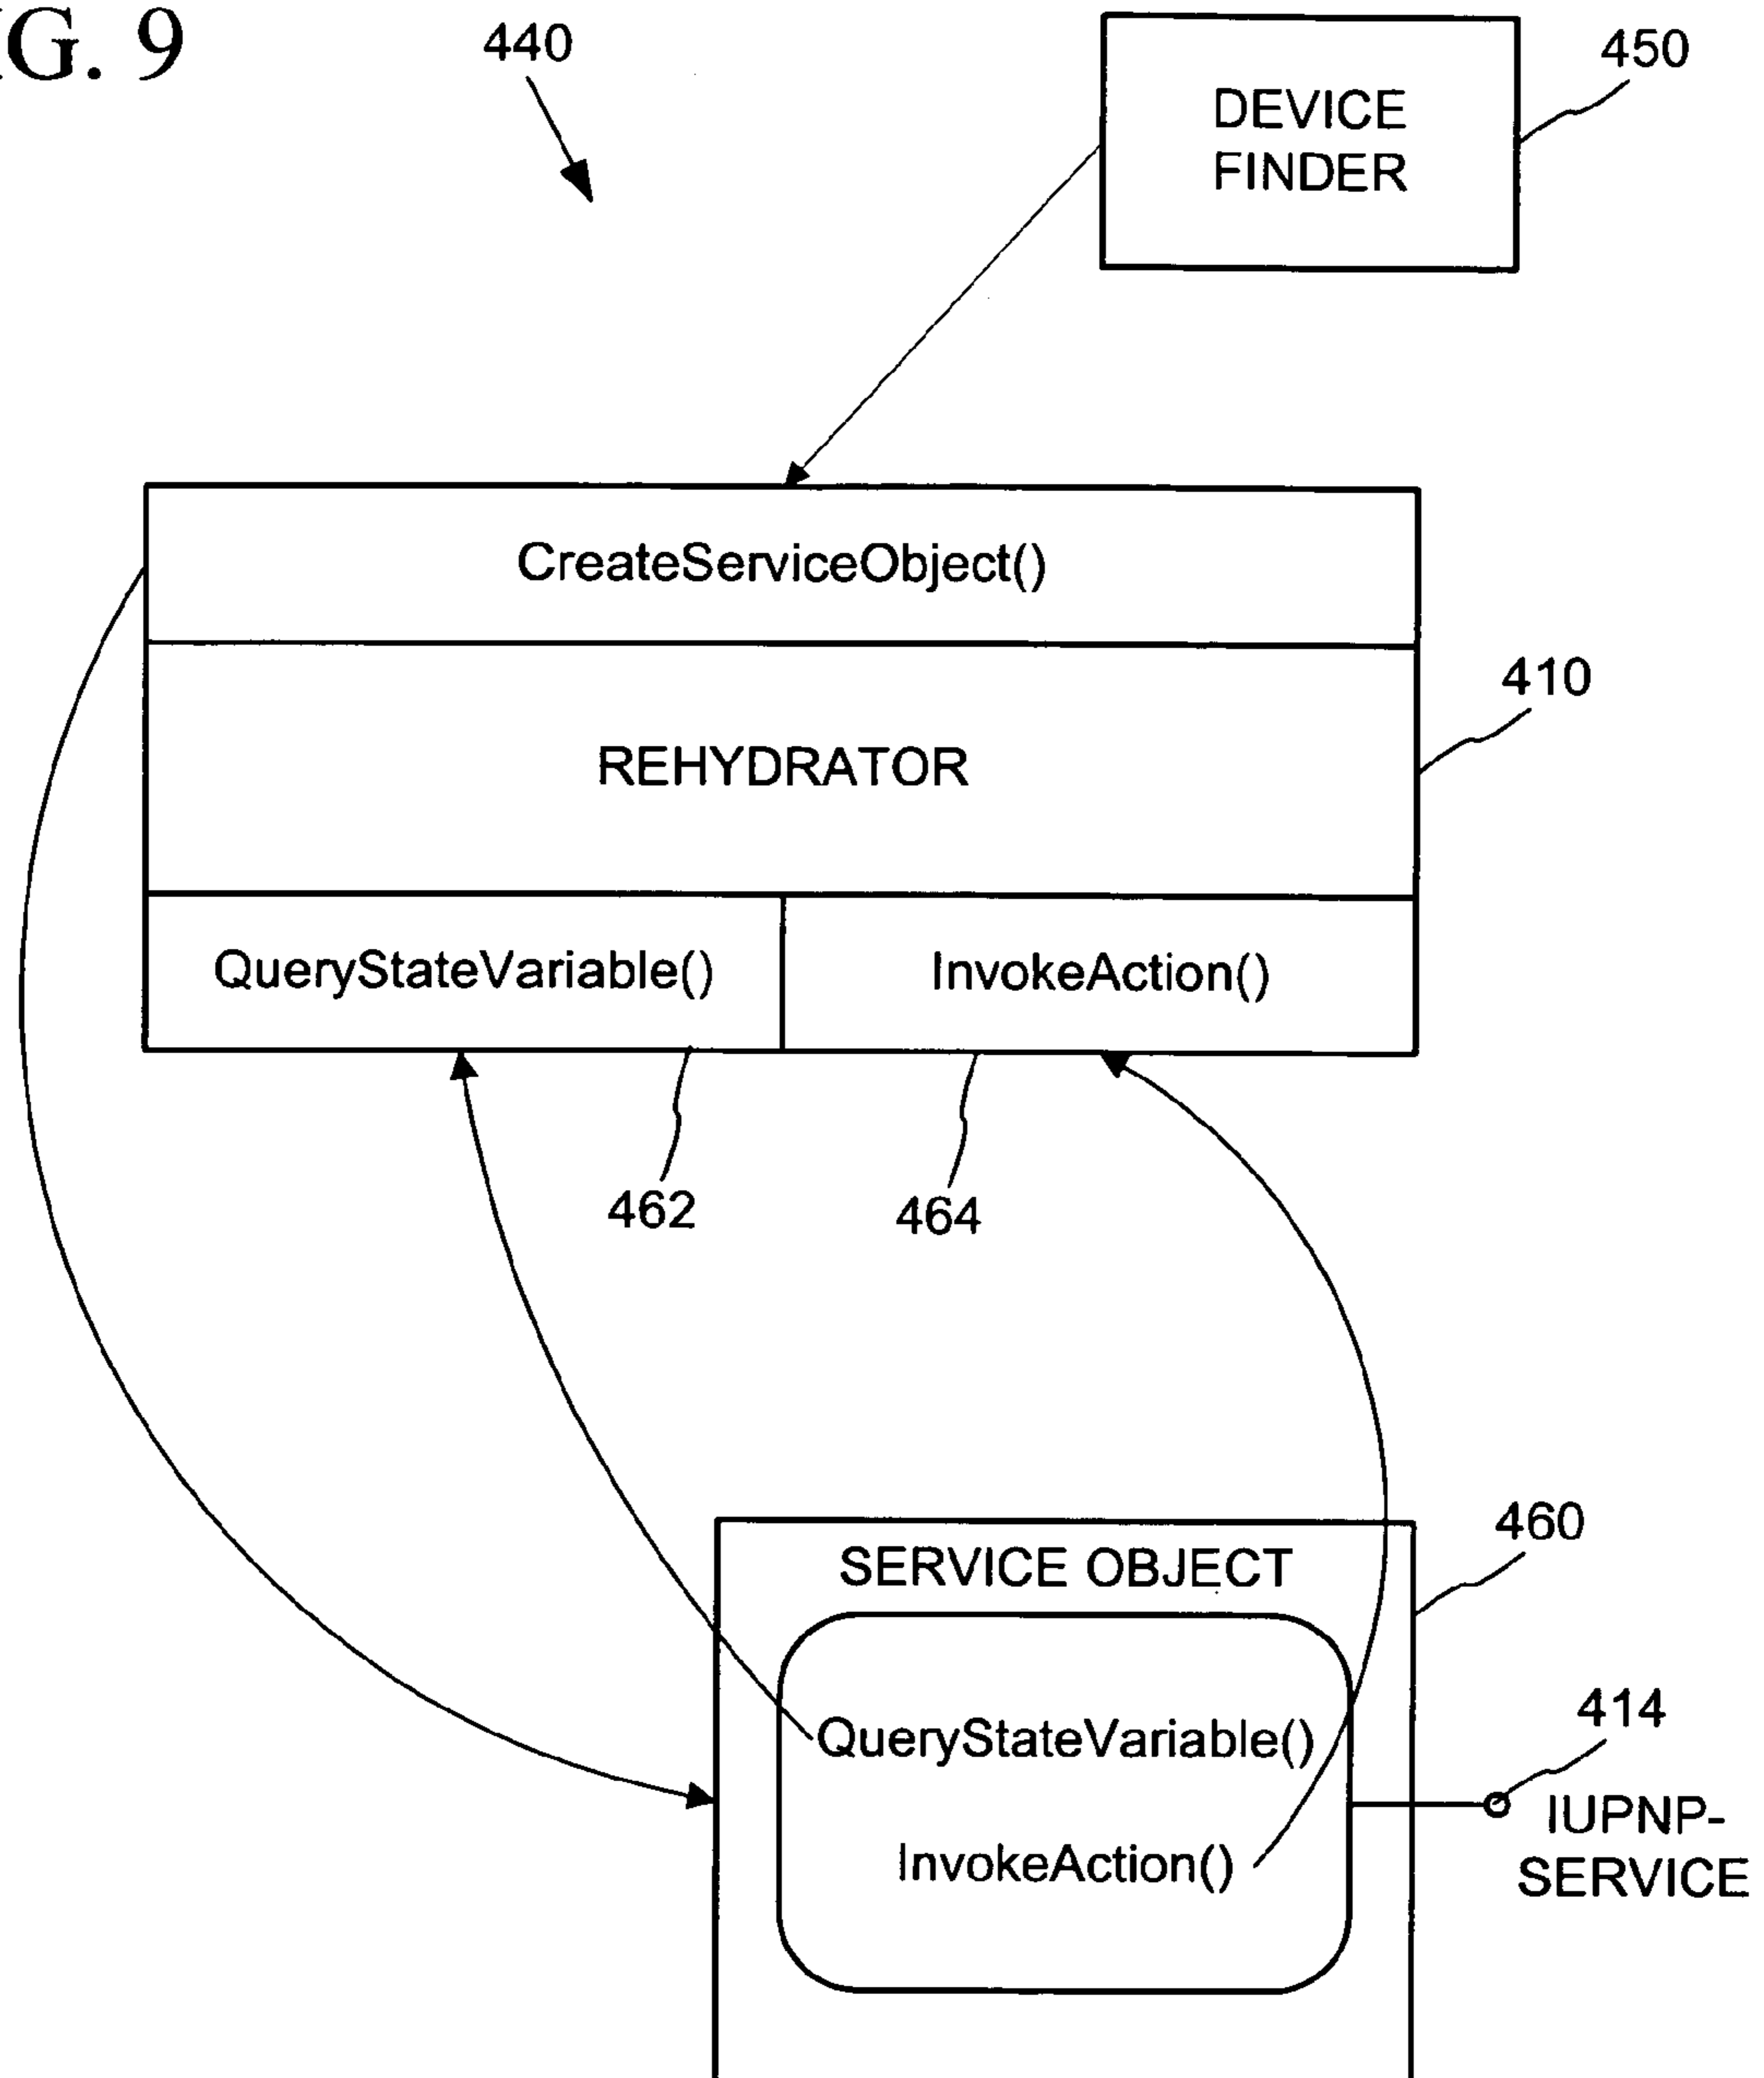 G. 9
440
450
DEVICE
FINDER
CreateServiceObject()
410
REHYDRATOR
QueryStateVariable()
InvokeAction()
462
464
460
SERVICE OBJECT
414
QueryStateVariable()
IUPNP-
SERVICE
InvokeAction()